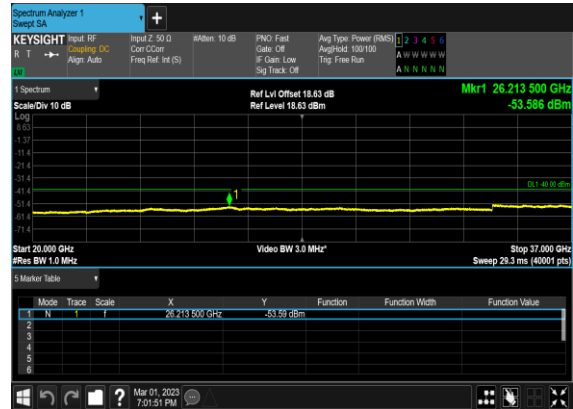 Spectrum Analyzer 1
Swept SA
+
KEYSIGHT Input: RF Input Z: 50 Ω #Atten: 10 dB PNO: Fast Avg Type: Power (RMS) 1 2 3 4 5 6
R T Coupling: DC Corr CCorr Gate: Off Avg|Hold: 100/100 A W W W W W
Align: Auto Freq Ref: Int (S) IF Gain: Low Trig: Free Run
Sig Track: Off A N N N N N
1 Spectrum Ref Lvl Offset 18.63 dB Mkr1 26.213 500 GHz
Scale/Div 10 dB Ref Level 18.63 dBm -53.586 dBm
Log
8.63
-1.37
-11.4
-21.4
-31.4
DL1 -40.00 dBm
-41.4
1
-51.4
-61.4
-71.4
Start 20.000 GHz Video BW 3.0 MHz* Stop 37.000 GHz
#Res BW 1.0 MHz Sweep 29.3 ms (40001 pts)
5 Marker Table
Mode Trace Scale X Y Function Function Width Function Value
1 N 1 f 26.213 500 GHz -53.59 dBm
2
3
4
5
6
? Mar 01, 2023
7:01:51 PM